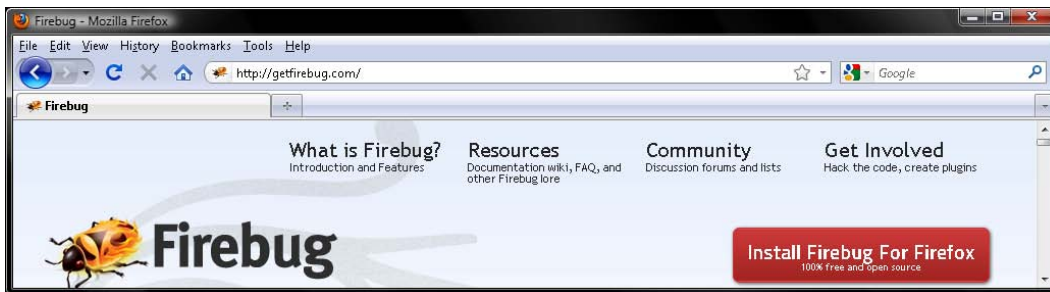 Firebug - Mozilla Firefox
File Edit View History Bookmarks Tools Help
http://getfirebug.com/
Google
Firebug
What is Firebug?
Introduction and Features
Resources
Documentation wiki, FAQ, and
other Firebug lore
Community
Discussion forums and lists
Get Involved
Hack the code, create plugins
Firebug
Install Firebug For Firefox
100% free and open source